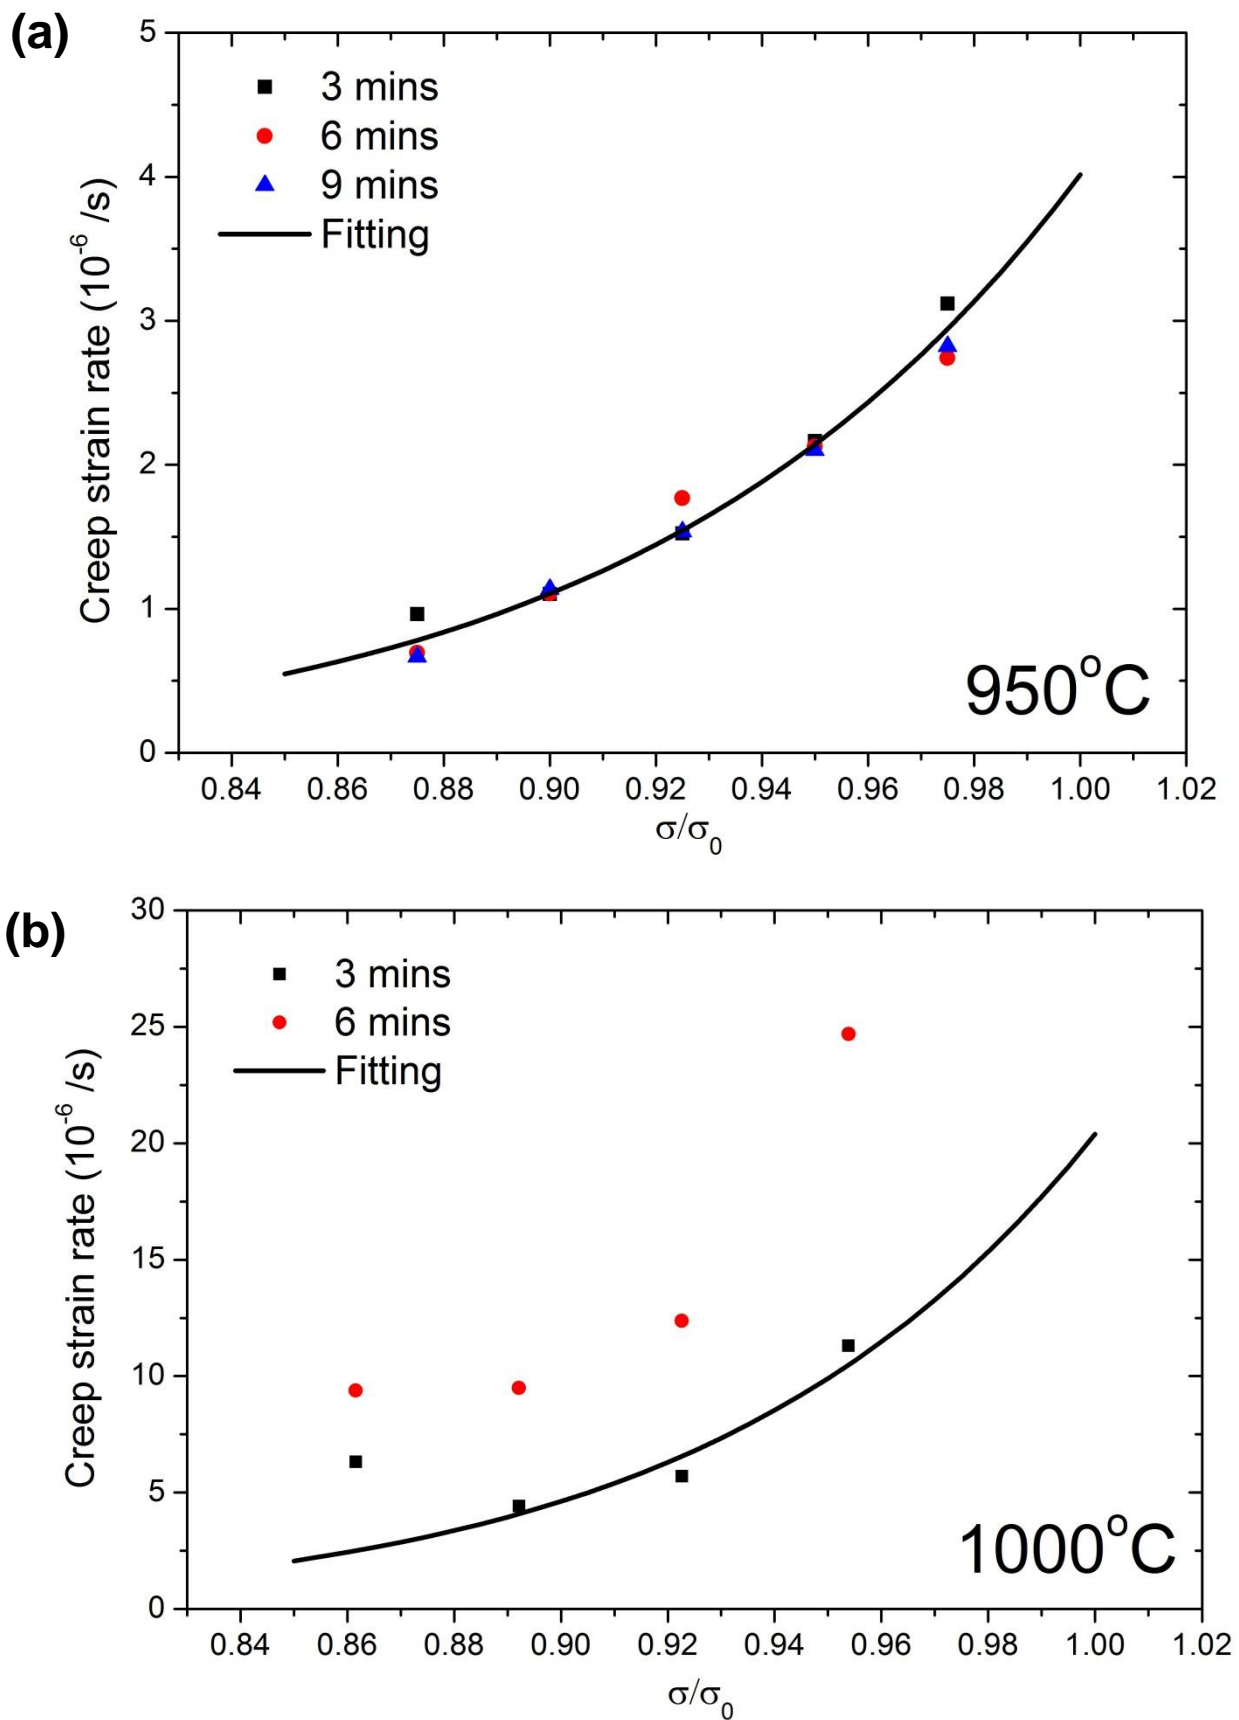 (a)
5
4
3
2
1
0
Creep strain rate (10⁻⁶ /s)
3 mins
6 mins
9 mins
Fitting
950°C
0.84 0.86 0.88 0.90 0.92 0.94 0.96 0.98 1.00 1.02
σ/σ₀
(b)
30
25
20
15
10
5
0
Creep strain rate (10⁻⁶ /s)
3 mins
6 mins
Fitting
1000°C
0.84 0.86 0.88 0.90 0.92 0.94 0.96 0.98 1.00 1.02
σ/σ₀